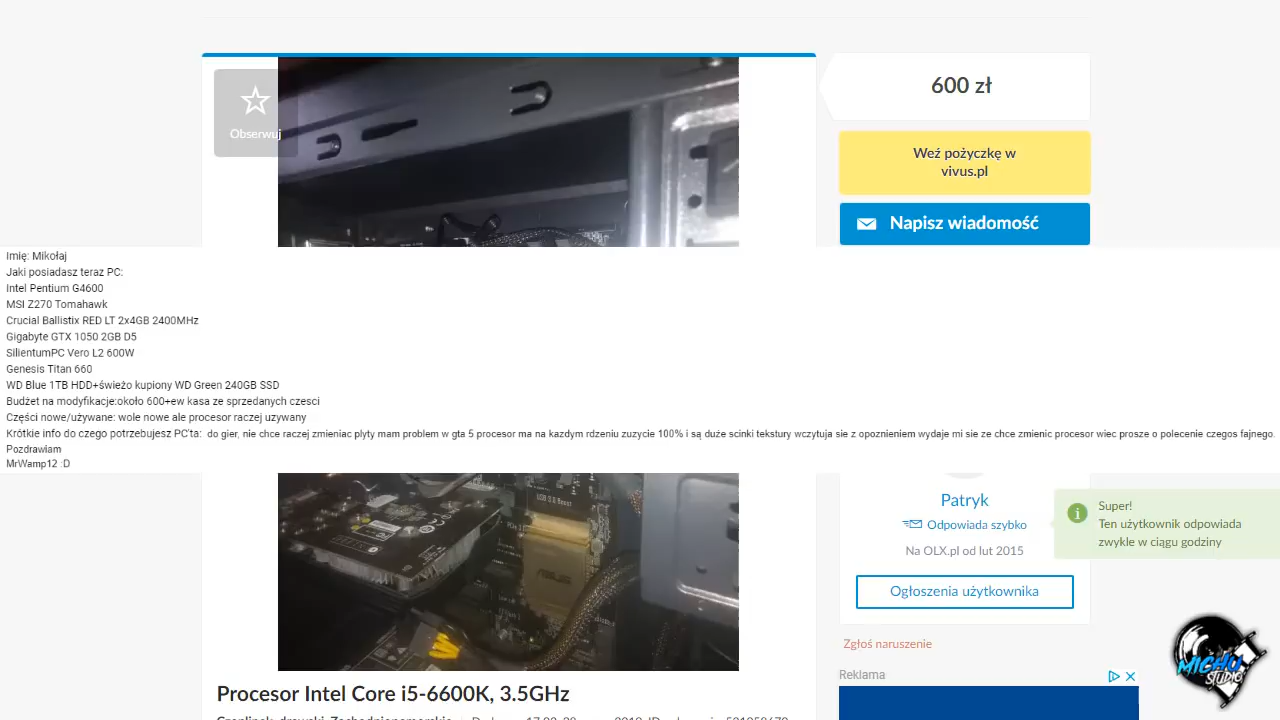 600 zł
Obserwuj
Weź pożyczkę w
vivus.pl
Napisz wiadomość
Imię: Mikołaj
Jaki posiadasz teraz PC:
Intel Pentium G4600
MSI Z270 Tomahawk
Crucial Ballistix RED LT 2x4GB 2400MHz
Gigabyte GTX 1050 2GB D5
SilentumPC Vero L2 600W
Genesis Titan 660
WD Blue 1TB HDD+świeżo kupiony WD Green 240GB SSD
Budżet na modyfikacje:około 600+ew kasa ze sprzedanych czesci
Części nowe/używane: wole nowe ale procesor raczej uzywany
Krótkie info do czego potrzebujesz PC'ta: do gier, nie chce raczej zmieniac plyty mam problem w gta 5 procesor ma na kazdym rdzeniu zuzycie 100% i są duże scinki tekstury wczytuja sie z opoznieniem wydaje mi sie ze chce zmienic procesor wiec prosze o polecenie czegos fajnego.
Pozdrawiam
MrWamp12 :D
USB 3.0 Boost
Patryk
Odpowiada szybko
Na OLX.pl od lut 2015
Super!
Ten użytkownik odpowiada
zwykle w ciągu godziny
Ogłoszenia użytkownika
Zgłoś naruszenie
Reklama
MICHU
STUDIO
Procesor Intel Core i5-6600K, 3.5GHz